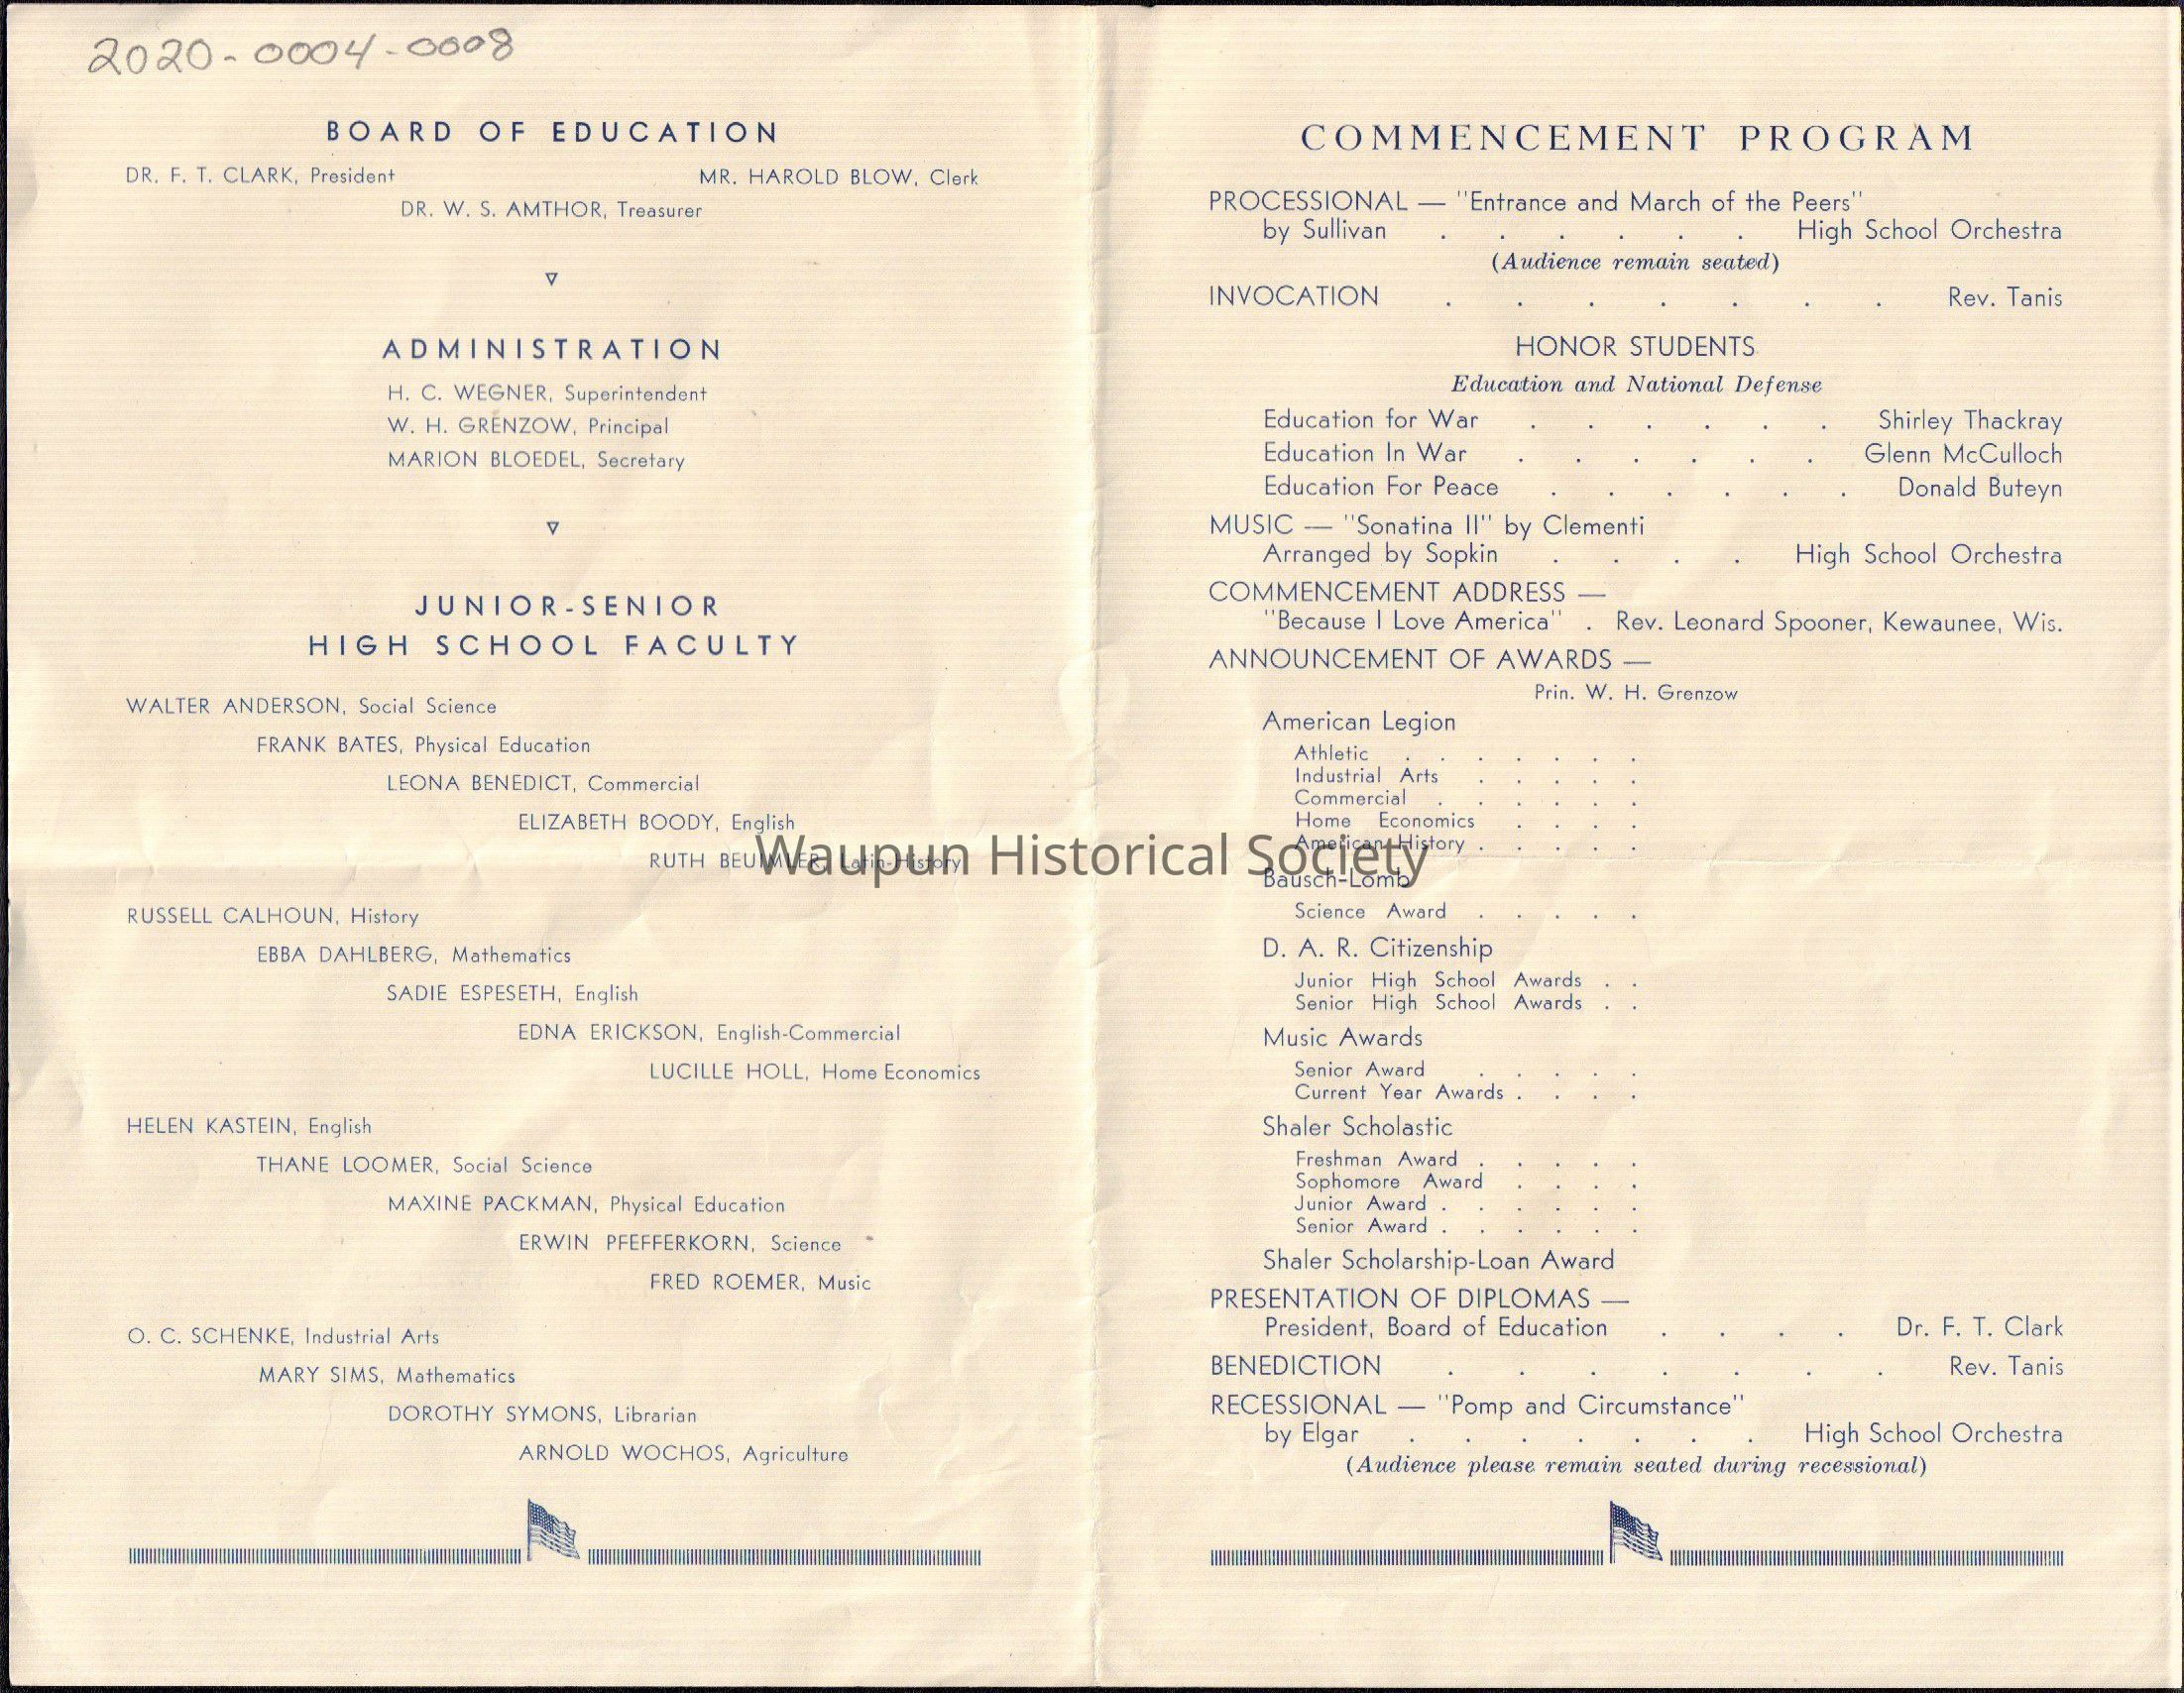 2020-0004-0008
BOARD OF EDUCATION
DR. F. T. CLARK, President MR. HAROLD BLOW, Clerk
DR. W. S. AMTHOR, Treasurer
ADMINISTRATION
H. C. WEGNER, Superintendent
W. H. GRENZOW, Principal
MARION BLOEDEL, Secretary
JUNIOR-SENIOR
HIGH SCHOOL FACULTY
WALTER ANDERSON, Social Science
FRANK BATES, Physical Education
LEONA BENEDICT, Commercial
ELIZABETH BOODY, English
RUTH BEUMLER, Latin-History
RUSSELL CALHOUN, History
EBBA DAHLBERG, Mathematics
SADIE ESPESETH, English
EDNA ERICKSON, English-Commercial
LUCILLE HOLL, Home Economics
HELEN KASTEIN, English
THANE LOOMER, Social Science
MAXINE PACKMAN, Physical Education
ERWIN PFEFFERKORN, Science
FRED ROEMER, Music
O. C. SCHENKE, Industrial Arts
MARY SIMS, Mathematics
DOROTHY SYMONS, Librarian
ARNOLD WOCHOS, Agriculture
Waupun Historical Society
COMMENCEMENT PROGRAM
PROCESSIONAL — "Entrance and March of the Peers"
by Sullivan . . . . . . High School Orchestra
(Audience remain seated)
INVOCATION . . . . . . . Rev. Tanis
HONOR STUDENTS
Education and National Defense
Education for War . . . . . . Shirley Thackray
Education In War . . . . . . Glenn McCulloch
Education For Peace . . . . . . Donald Buteyn
MUSIC — "Sonatina II" by Clementi
Arranged by Sopkin . . . . High School Orchestra
COMMENCEMENT ADDRESS —
"Because I Love America" . Rev. Leonard Spooner, Kewaunee, Wis.
ANNOUNCEMENT OF AWARDS —
Prin. W. H. Grenzow
American Legion
Athletic . . . . . . .
Industrial Arts . . . . .
Commercial . . . . . .
Home Economics . . . .
American History . . . . .
Bausch-Lomb
Science Award . . . . .
D. A. R. Citizenship
Junior High School Awards . .
Senior High School Awards . .
Music Awards
Senior Award . . . . .
Current Year Awards . . . .
Shaler Scholastic
Freshman Award . . . . .
Sophomore Award . . . .
Junior Award . . . . . .
Senior Award . . . . . .
Shaler Scholarship-Loan Award
PRESENTATION OF DIPLOMAS —
President, Board of Education . . . . Dr. F. T. Clark
BENEDICTION . . . . . . . Rev. Tanis
RECESSIONAL — "Pomp and Circumstance"
by Elgar . . . . . . . High School Orchestra
(Audience please remain seated during recessional)